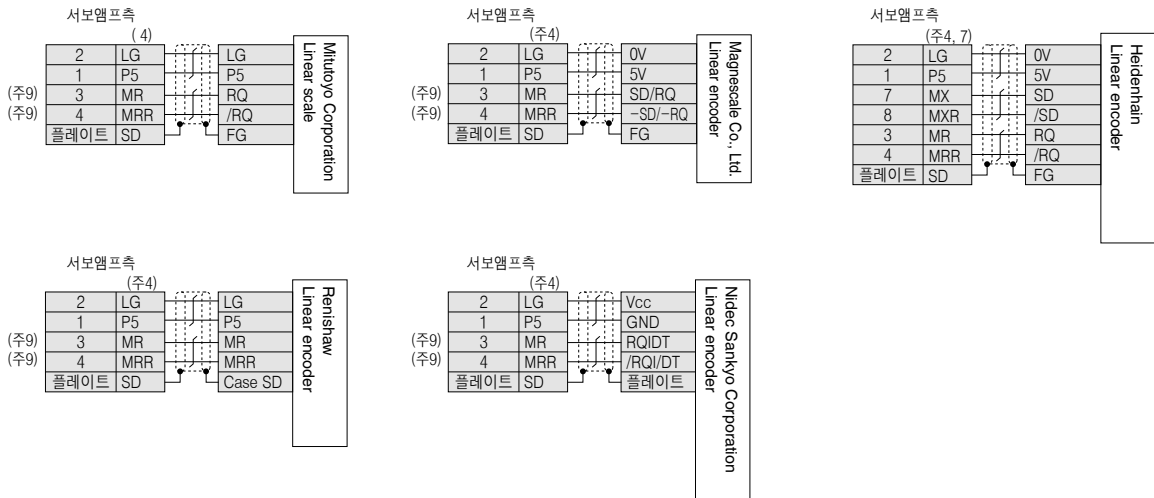 서보앰프측
( 4)
2 LG LG
1 P5 P5
(주9) 3 MR RQ
(주9) 4 MRR /RQ
플레이트 SD FG
Mitutoyo Corporation
Linear scale
서보앰프측
(주4)
2 LG 0V
1 P5 5V
(주9) 3 MR SD/RQ
(주9) 4 MRR -SD/-RQ
플레이트 SD FG
Magnescale Co., Ltd.
Linear encoder
서보앰프측
(주4, 7)
2 LG 0V
1 P5 5V
7 MX SD
8 MXR /SD
3 MR RQ
4 MRR /RQ
플레이트 SD FG
Heidenhain
Linear encoder
서보앰프측
(주4)
2 LG LG
1 P5 P5
(주9) 3 MR MR
(주9) 4 MRR MRR
플레이트 SD Case SD
Renishaw
Linear encoder
서보앰프측
(주4)
2 LG Vcc
1 P5 GND
(주9) 3 MR RQIDT
(주9) 4 MRR /RQI/DT
플레이트 SD 플레이트
Nidec Sankyo Corporation
Linear encoder